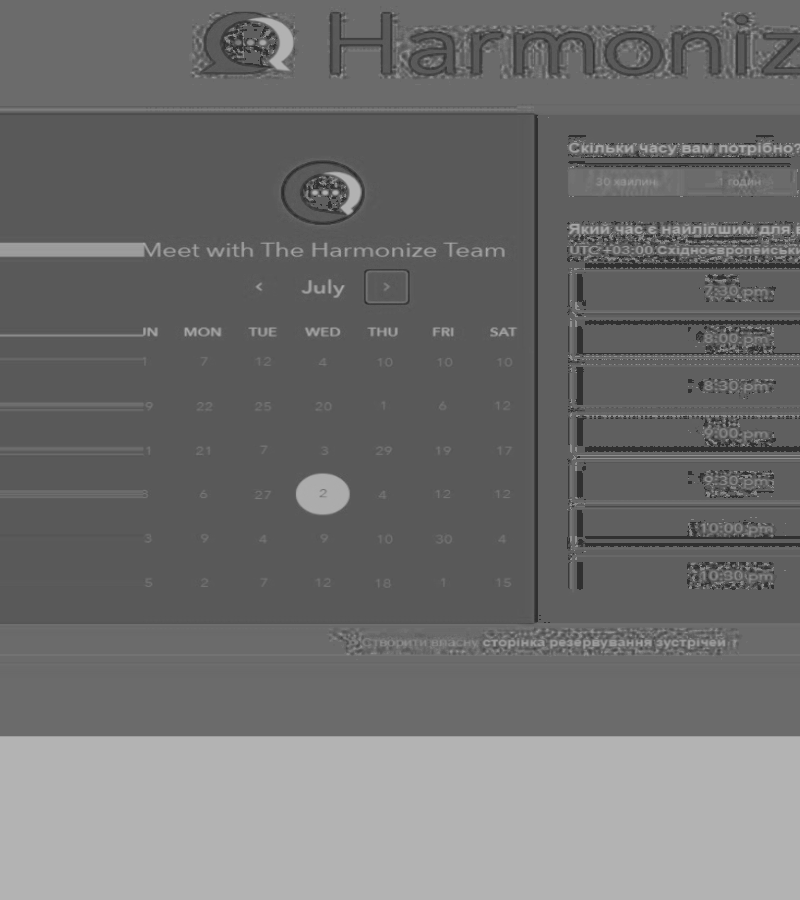 Harmoniz
Meet with The Harmonize Team
July
UN MON TUE WED THU FRI SAT
1 7 12 4 10 10 10
9 22 25 20 1 6 12
1 21 7 3 29 19 17
6 27 2 4 12 12
3 9 4 9 10 30 4
5 2 7 12 18 1 15
Скільки часу вам потрібно?
30 хвилин 1 годин
Який час є найліпшим для в
UTC +03:00 Східноєвропейськи
7:30 pm
8:00 pm
8:30 pm
9:00 pm
9:30 pm
10:00 pm
10:30 pm
Створити власну сторінка резервування зустрічей